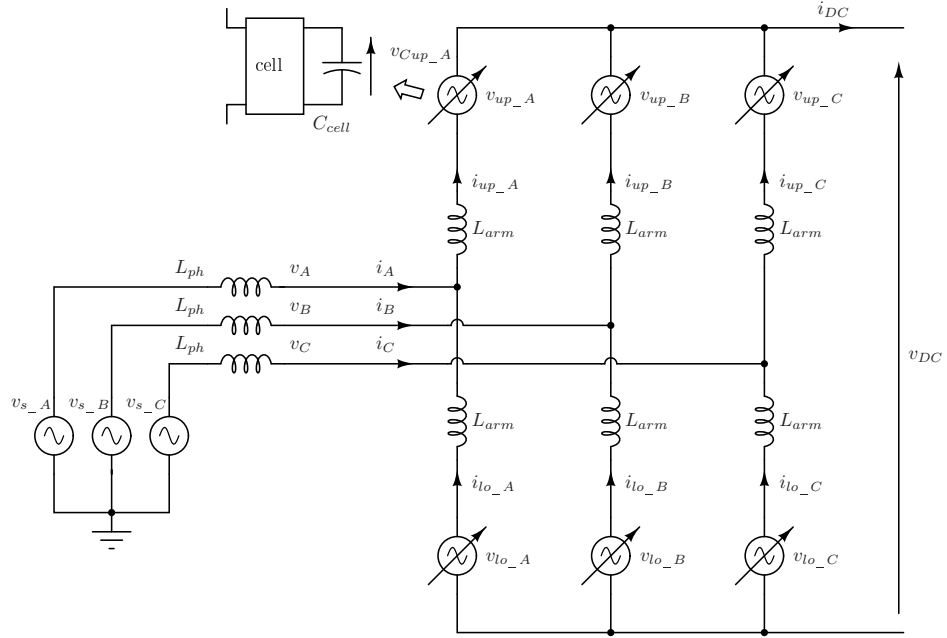 i_DC
cell
v_Cup_A
C_cell
v_up_A
v_up_B
v_up_C
i_up_A
i_up_B
i_up_C
L_arm
L_arm
L_arm
L_ph
v_A
i_A
L_ph
v_B
i_B
L_ph
v_C
i_C
v_DC
v_s_A
v_s_B
v_s_C
L_arm
L_arm
L_arm
i_lo_A
i_lo_B
i_lo_C
v_lo_A
v_lo_B
v_lo_C